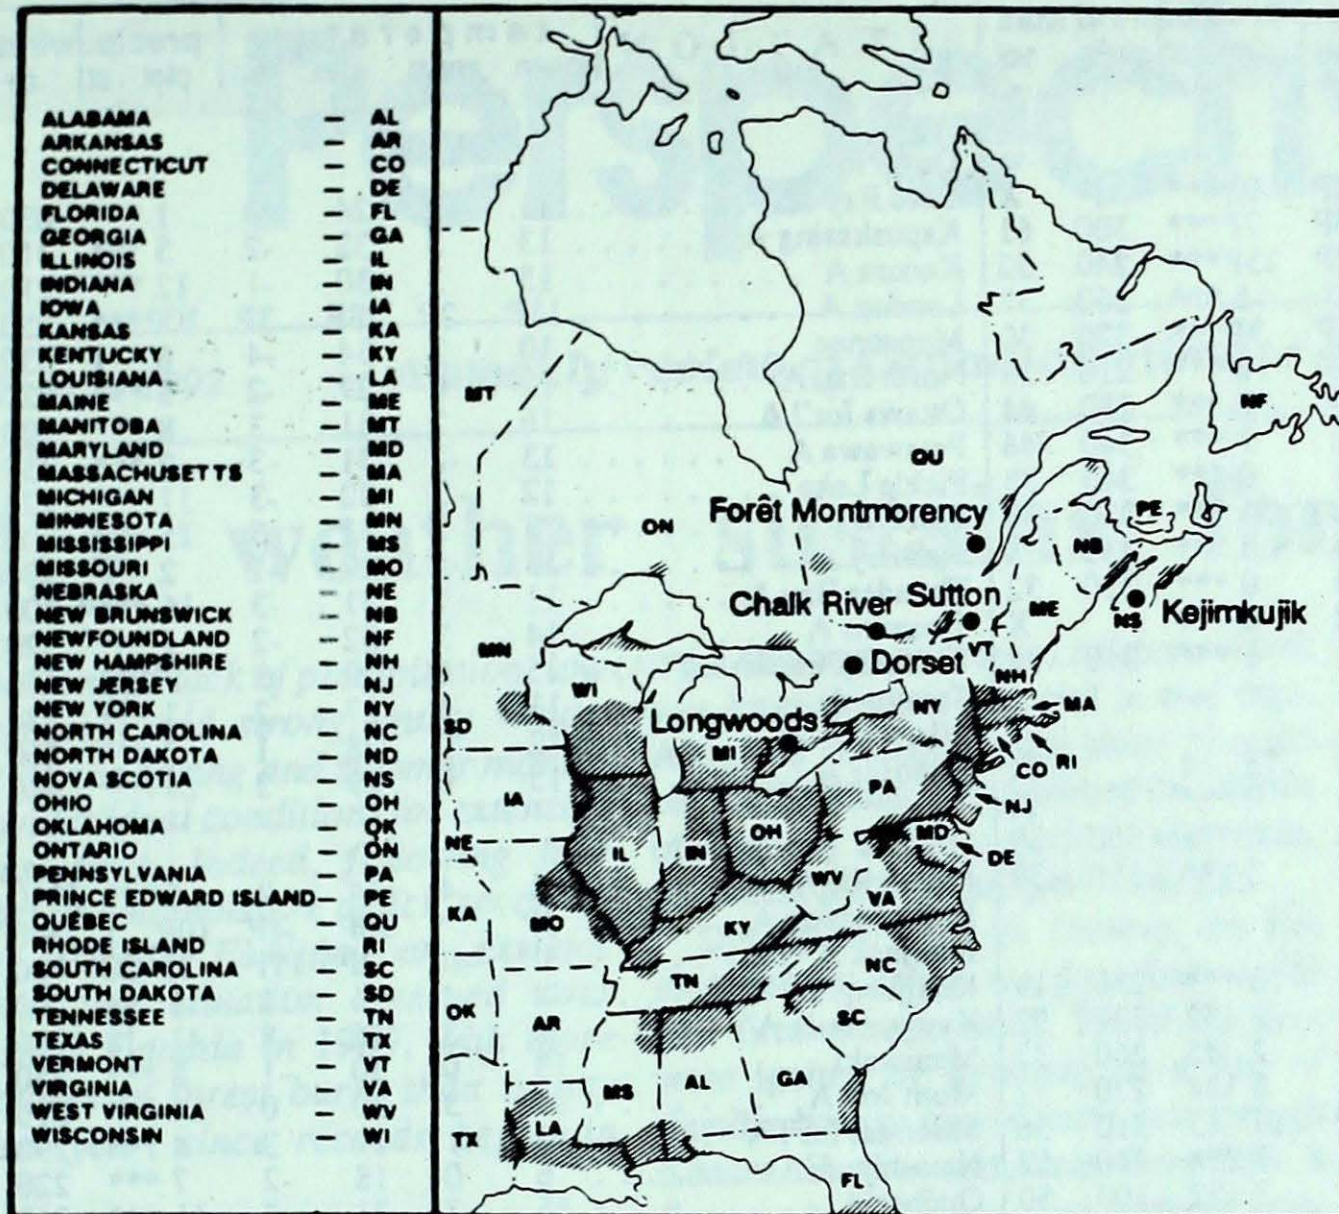 ALABAMA – AL
ARKANSAS – AR
CONNECTICUT – CO
DELAWARE – DE
FLORIDA – FL
GEORGIA – GA
ILLINOIS – IL
INDIANA – IN
IOWA – IA
KANSAS – KA
KENTUCKY – KY
LOUISIANA – LA
MAINE – ME
MANITOBA – MT
MARYLAND – MD
MASSACHUSETTS – MA
MICHIGAN – MI
MINNESOTA – MN
MISSISSIPPI – MS
MISSOURI – MO
NEBRASKA – NE
NEW BRUNSWICK – NB
NEWFOUNDLAND – NF
NEW HAMPSHIRE – NH
NEW JERSEY – NJ
NEW YORK – NY
NORTH CAROLINA – NC
NORTH DAKOTA – ND
NOVA SCOTIA – NS
OHIO – OH
OKLAHOMA – OK
ONTARIO – ON
PENNSYLVANIA – PA
PRINCE EDWARD ISLAND – PE
QUÉBEC – QU
RHODE ISLAND – RI
SOUTH CAROLINA – SC
SOUTH DAKOTA – SD
TENNESSEE – TN
TEXAS – TX
VERMONT – VT
VIRGINIA – VA
WEST VIRGINIA – WV
WISCONSIN – WI
MT
NF
QU
ON
Forêt Montmorency
PE
NB
Chalk River
Sutton
ME
NS
Kejimkujik
MN
Dorset
VT
NH
WI
NY
MA
SD
Longwoods
MI
CO
RI
IA
PA
NJ
NE
IL
IN
OH
MD
DE
WV
KA
MO
VA
KY
NC
TN
OK
AR
SC
MS
AL
GA
TX
LA
FL